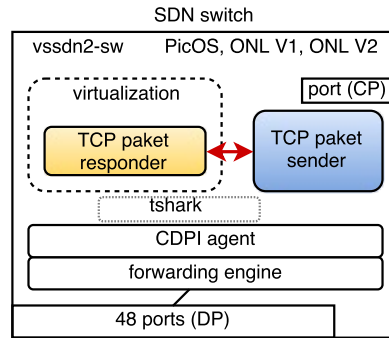 SDN switch
vssdn2-sw PicOS, ONL V1, ONL V2
virtualization
port (CP)
TCP paket
responder
TCP paket
sender
tshark
CDPI agent
forwarding engine
48 ports (DP)